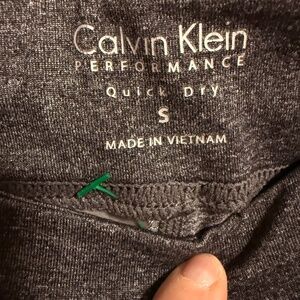 Calvin Klein
PERFORMANCE
Quick Dry
S
MADE IN VIETNAM